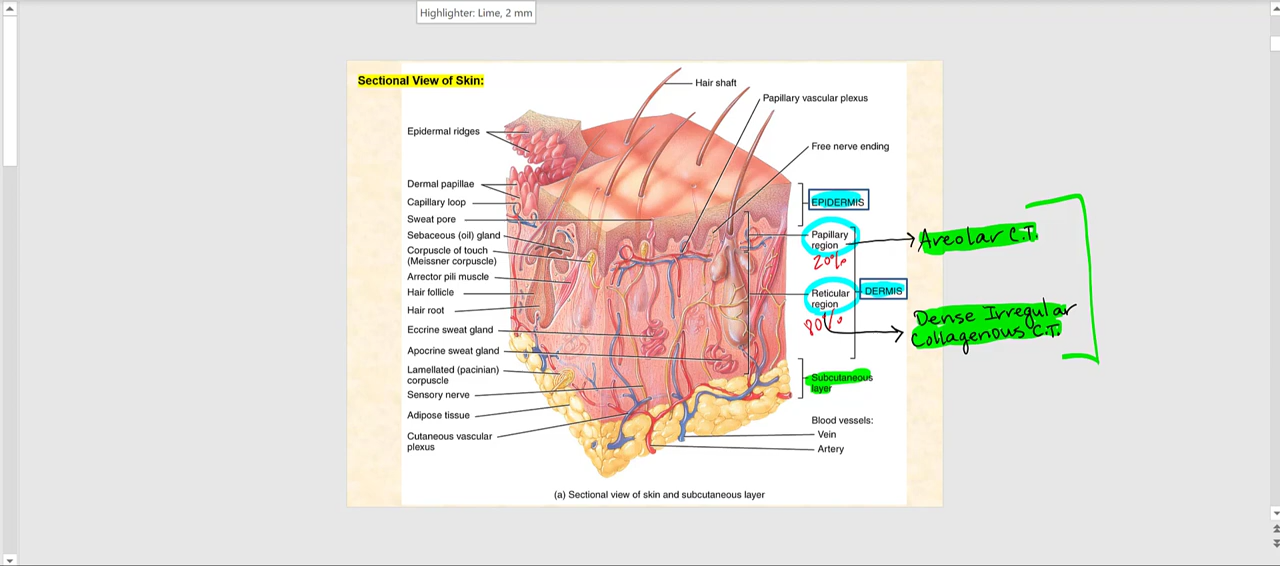 Highlighter: Lime, 2 mm
Sectional View of Skin:
Hair shaft
Papillary vascular plexus
Epidermal ridges
Free nerve ending
Dermal papillae
Capillary loop
Sweat pore
Sebaceous (oil) gland
Corpuscle of touch
(Meissner corpuscle)
Arrector pili muscle
Hair follicle
Hair root
Eccrine sweat gland
Apocrine sweat gland
Lamellated (pacinian)
corpuscle
Sensory nerve
Adipose tissue
Cutaneous vascular
plexus
EPIDERMIS
Papillary
region
20%
Areolar C.T.
Reticular
region
80%
DERMIS
Dense Irregular
Collagenous C.T.
Subcutaneous
layer
Blood vessels:
Vein
Artery
(a) Sectional view of skin and subcutaneous layer